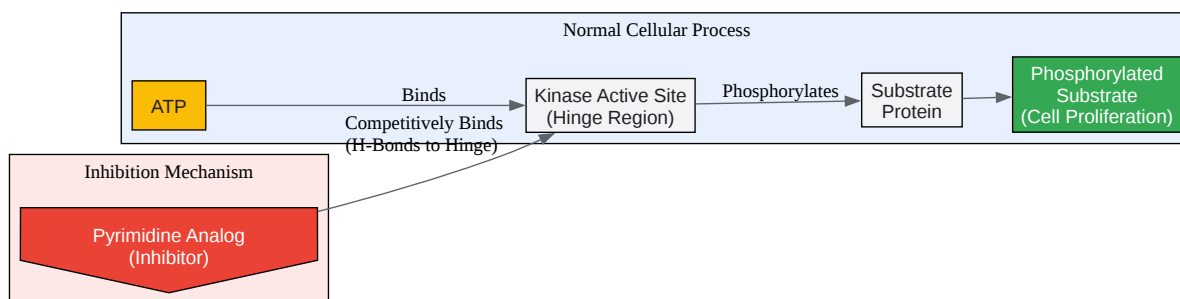 Normal Cellular Process
ATP
Binds
Kinase Active Site
(Hinge Region)
Phosphorylates
Substrate
Protein
Phosphorylated
Substrate
(Cell Proliferation)
Competitively Binds
(H-Bonds to Hinge)
Inhibition Mechanism
Pyrimidine Analog
(Inhibitor)